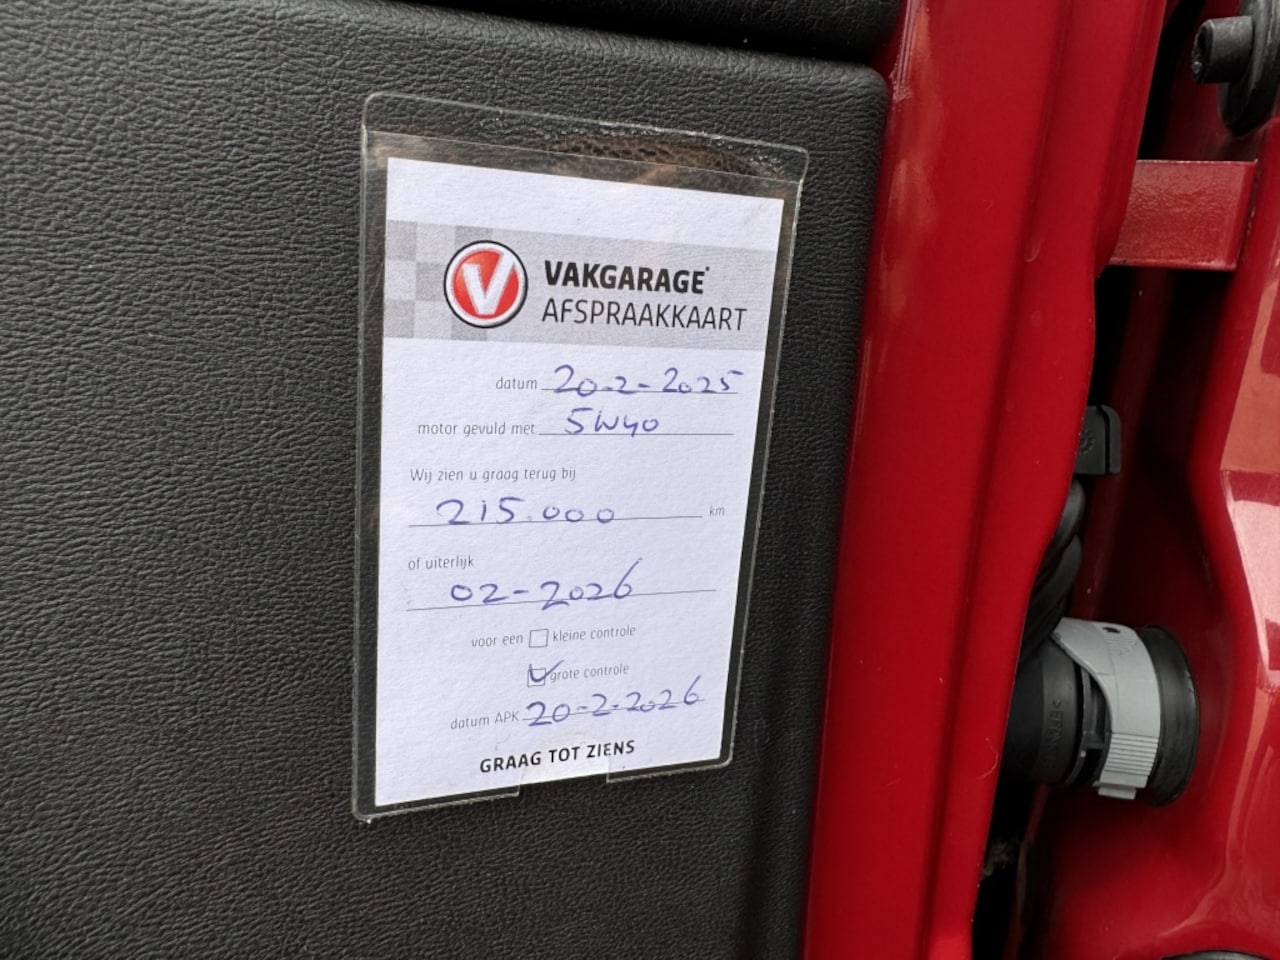 V VAKGARAGE
AFSPRAAKKAART
datum 20-2-2025
motor gevuld met 5W40
Wij zien u graag terug bij
215.000 km
of uiterlijk
02-2026
voor een kleine controle
grote controle
datum APK 20-2-2026
GRAAG TOT ZIENS